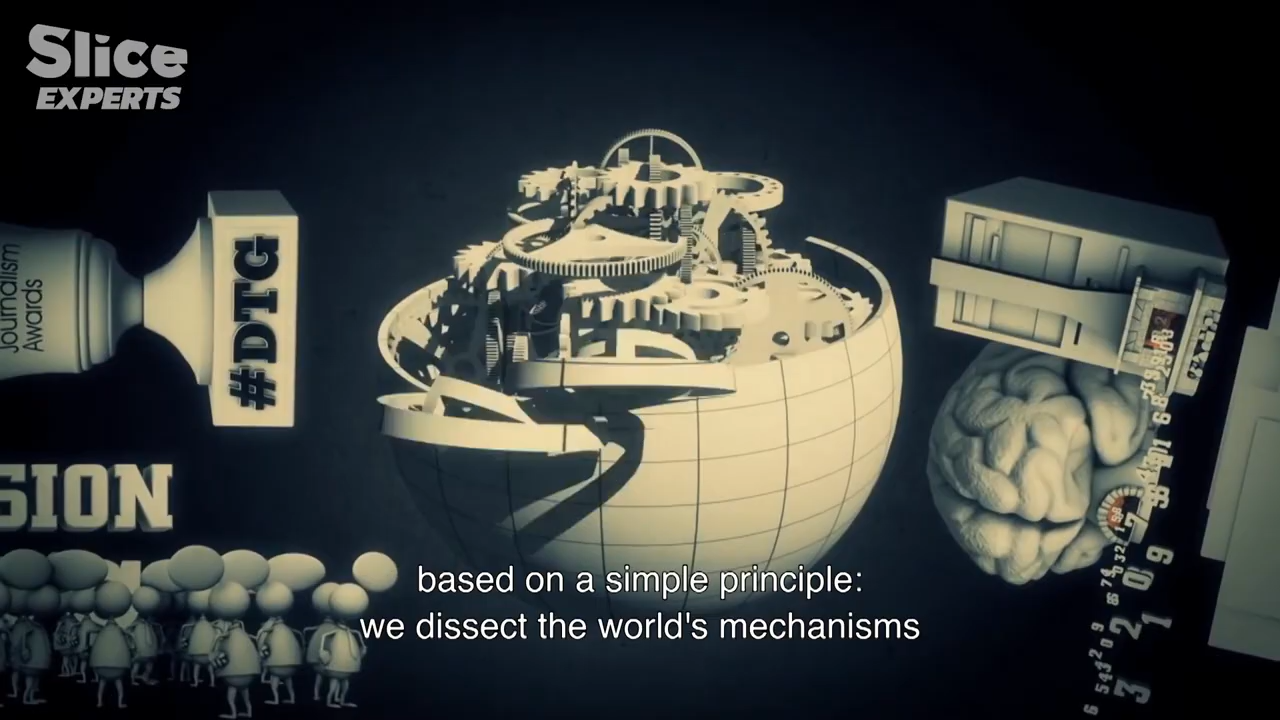 Slice
EXPERTS
Journalism
Awards
#DTG
SION
based on a simple principle:
we dissect the world's mechanisms